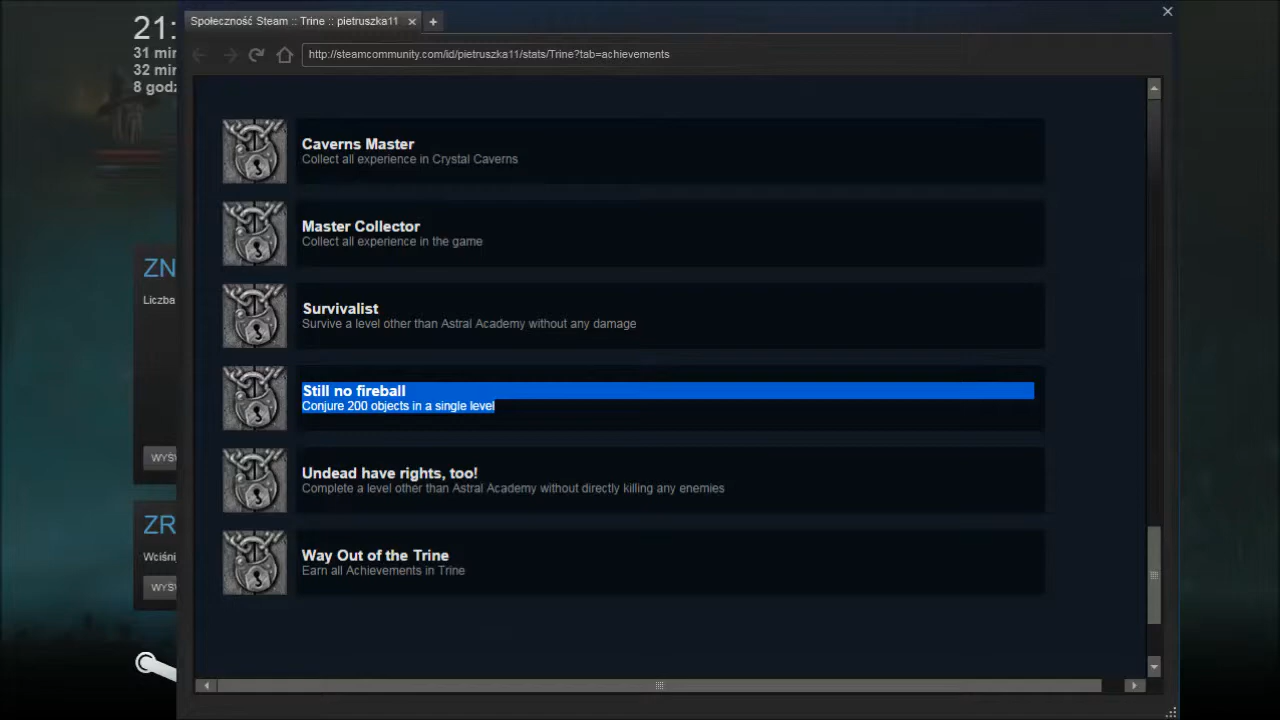 21:
31 min
32 min
8 godz
Społeczność Steam :: Trine :: pietruszka11
http://steamcommunity.com/id/pietruszka11/stats/Trine?tab=achievements
Caverns Master
Collect all experience in Crystal Caverns
Master Collector
Collect all experience in the game
Survivalist
Survive a level other than Astral Academy without any damage
Still no fireball
Conjure 200 objects in a single level
Undead have rights, too!
Complete a level other than Astral Academy without directly killing any enemies
Way Out of the Trine
Earn all Achievements in Trine
ZN
Liczba
WYŚ
ZR
Wciśnij
WYŚ